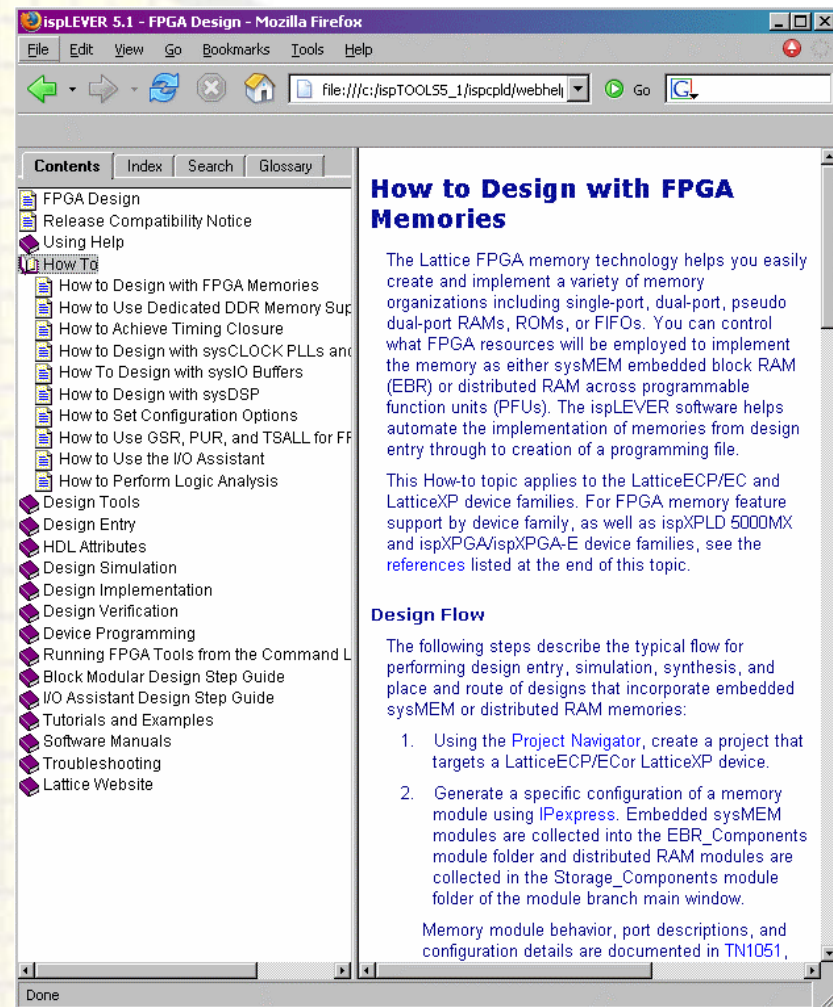 ispLEVER 5.1 - FPGA Design - Mozilla Firefox
File Edit View Go Bookmarks Tools Help
file:///c:/ispTOOLS5_1/ispcpld/webhel Go G
Contents Index Search Glossary
FPGA Design
Release Compatibility Notice
Using Help
How To
How to Design with FPGA Memories
How to Use Dedicated DDR Memory Sup
How to Achieve Timing Closure
How to Design with sysCLOCK PLLs and
How To Design with sysIO Buffers
How to Design with sysDSP
How to Set Configuration Options
How to Use GSR, PUR, and TSALL for FF
How to Use the I/O Assistant
How to Perform Logic Analysis
Design Tools
Design Entry
HDL Attributes
Design Simulation
Design Implementation
Design Verification
Device Programming
Running FPGA Tools from the Command L
Block Modular Design Step Guide
I/O Assistant Design Step Guide
Tutorials and Examples
Software Manuals
Troubleshooting
Lattice Website
How to Design with FPGA
Memories
The Lattice FPGA memory technology helps you easily
create and implement a variety of memory
organizations including single-port, dual-port, pseudo
dual-port RAMs, ROMs, or FIFOs. You can control
what FPGA resources will be employed to implement
the memory as either sysMEM embedded block RAM
(EBR) or distributed RAM across programmable
function units (PFUs). The ispLEVER software helps
automate the implementation of memories from design
entry through to creation of a programming file.
This How-to topic applies to the LatticeECP/EC and
LatticeXP device families. For FPGA memory feature
support by device family, as well as ispXPLD 5000MX
and ispXPGA/ispXPGA-E device families, see the
references listed at the end of this topic.
Design Flow
The following steps describe the typical flow for
performing design entry, simulation, synthesis, and
place and route of designs that incorporate embedded
sysMEM or distributed RAM memories:
1. Using the Project Navigator, create a project that
targets a LatticeECP/ECor LatticeXP device.
2. Generate a specific configuration of a memory
module using IPexpress. Embedded sysMEM
modules are collected into the EBR_Components
module folder and distributed RAM modules are
collected in the Storage_Components module
folder of the module branch main window.
Memory module behavior, port descriptions, and
configuration details are documented in TN1051,
Done